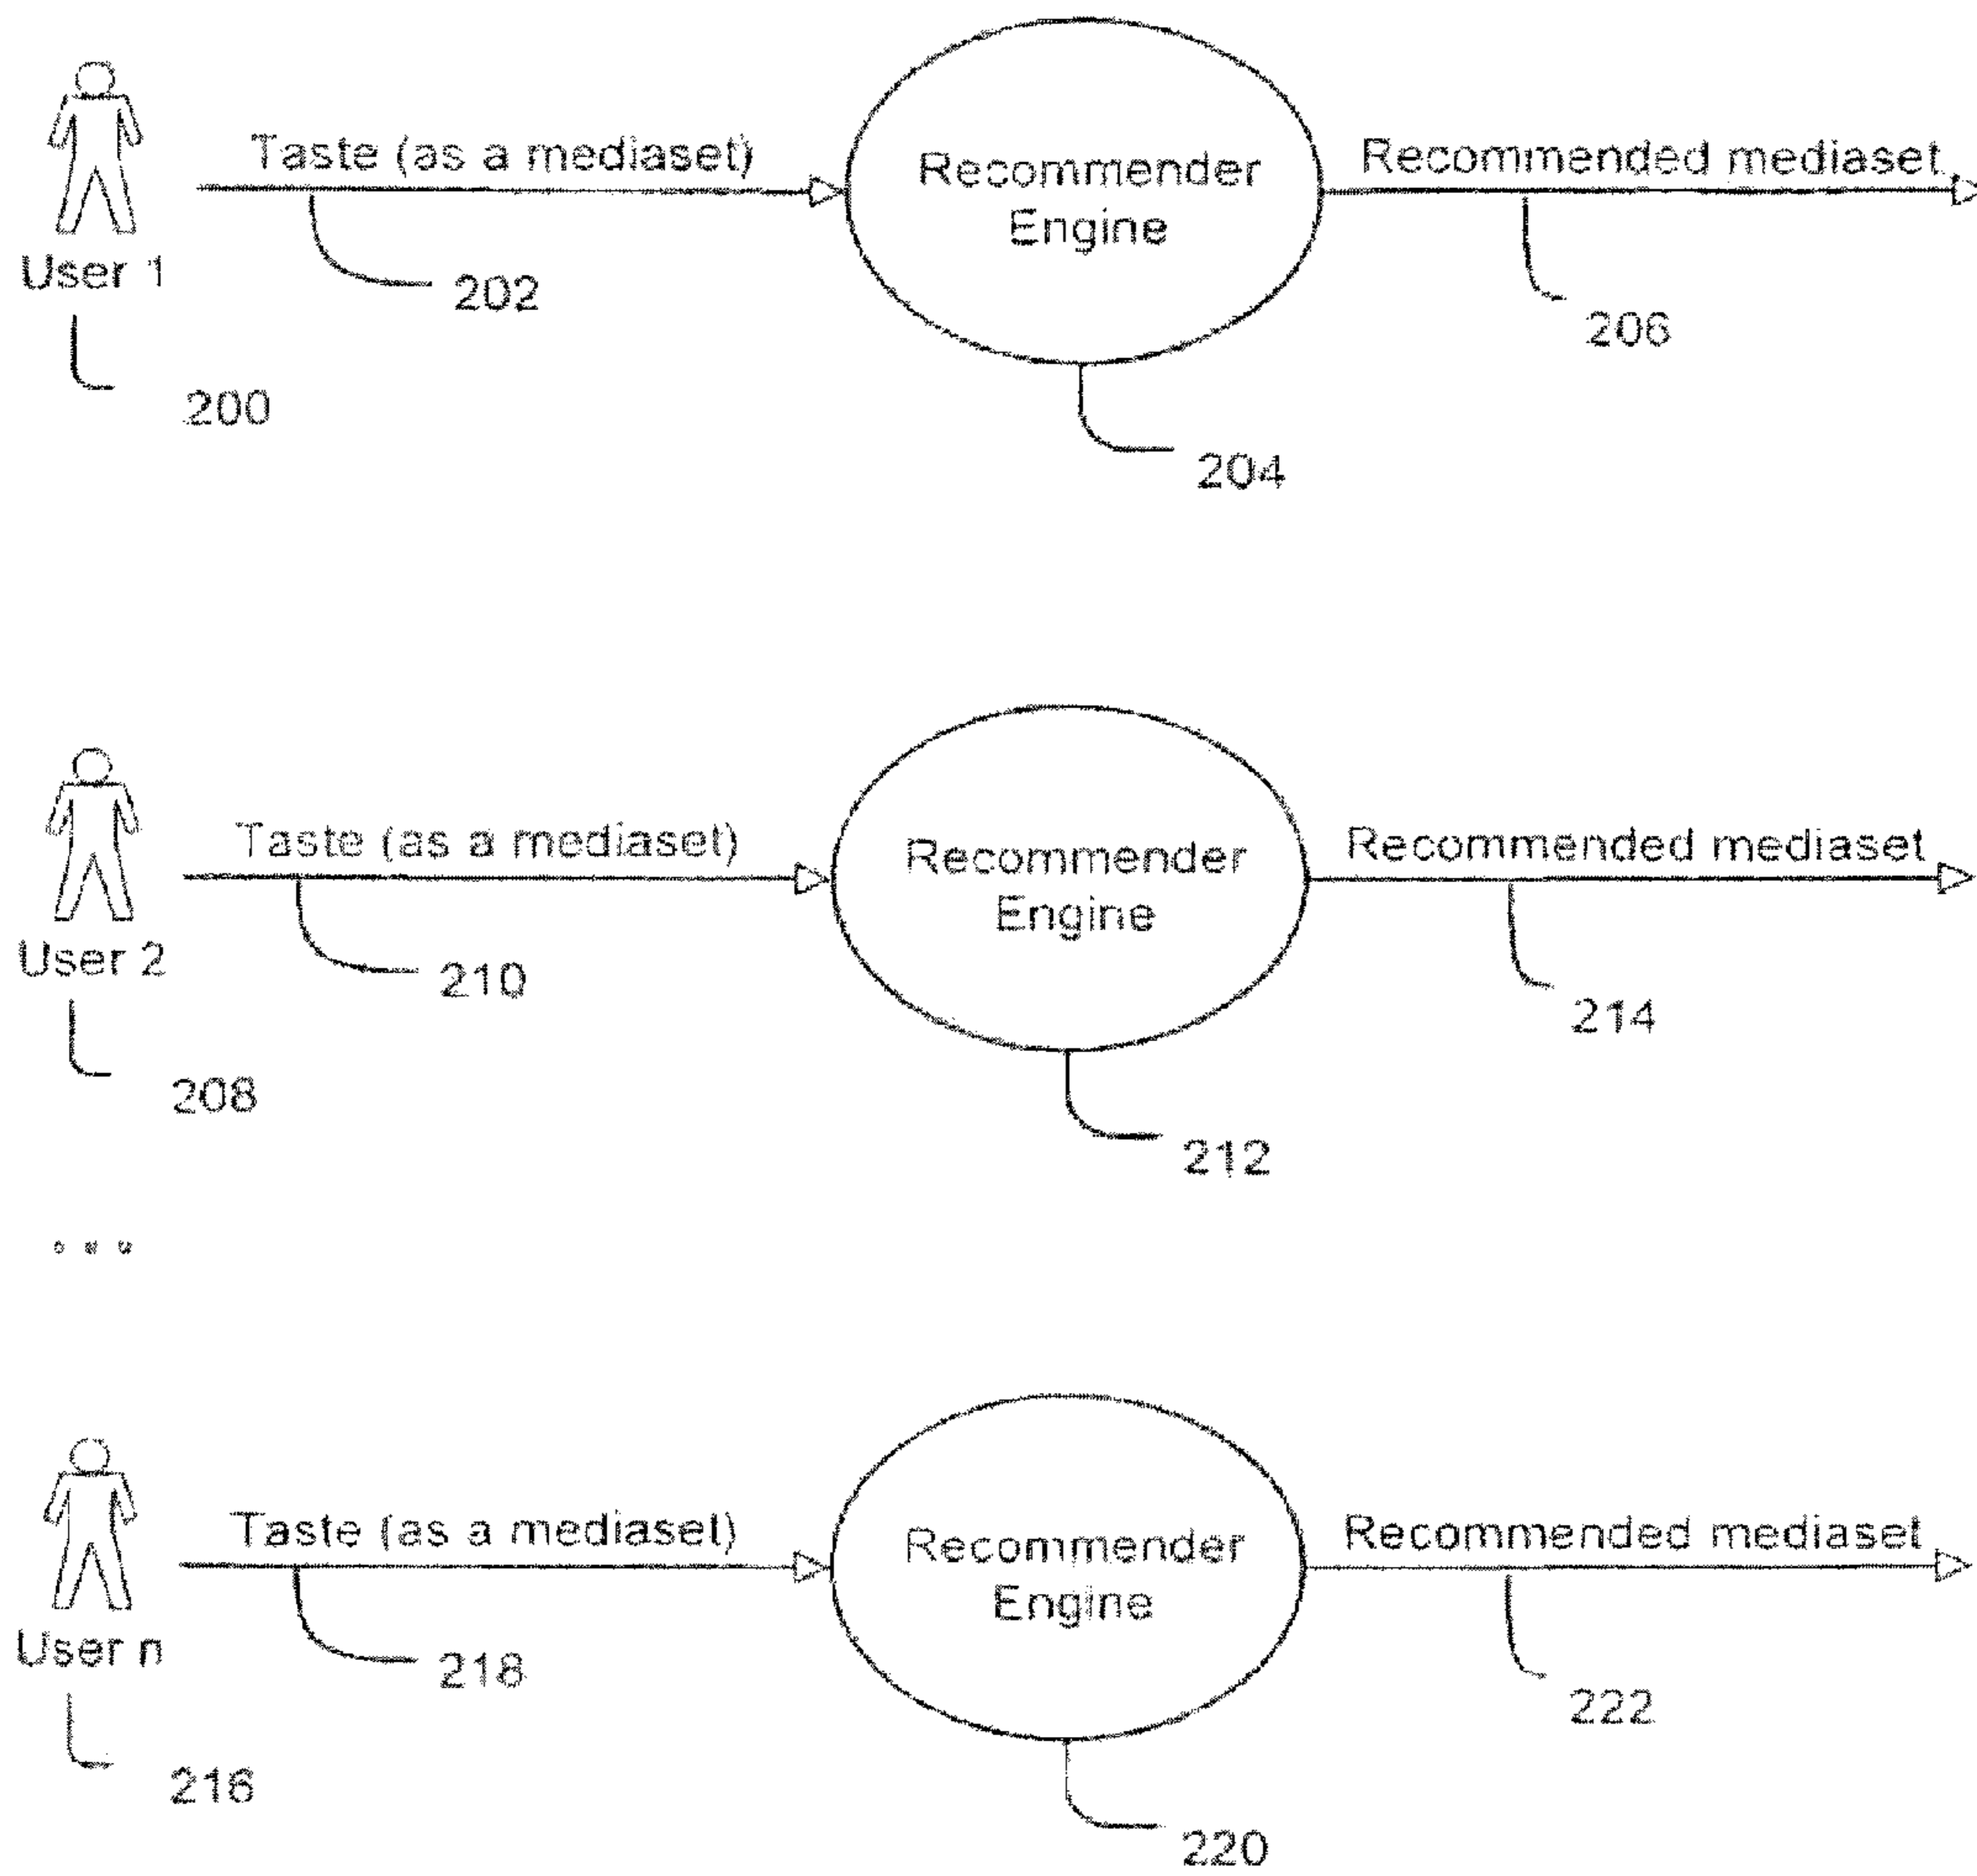 Taste (as a mediaset)
Recommender
Engine
Recommended mediaset
User 1
202
206
200
204
Taste (as a mediaset)
Recommender
Engine
Recommended mediaset
User 2
210
214
208
212
...
Taste (as a mediaset)
Recommender
Engine
Recommended mediaset
User n
218
222
216
220